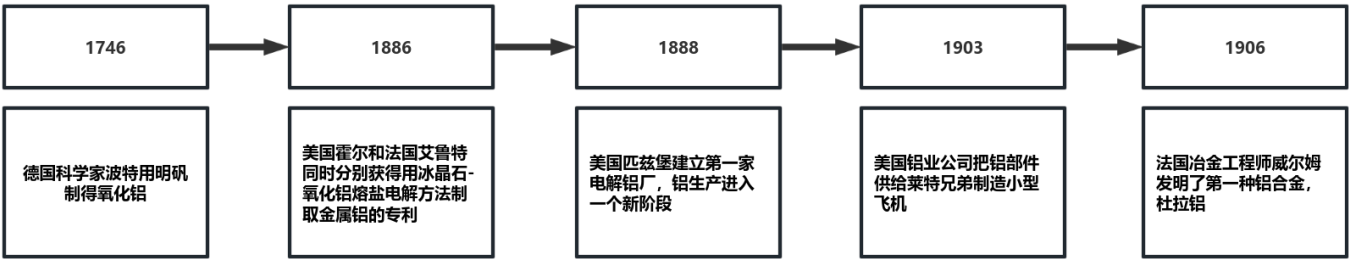 1746
1886
1888
1903
1906
德国科学家波特用明矾
制得氧化铝
美国霍尔和法国艾鲁特
同时分别获得用冰晶石-
氧化铝熔盐电解方法制
取金属铝的专利
美国匹兹堡建立第一家
电解铝厂，铝生产进入
一个新阶段
美国铝业公司把铝部件
供给莱特兄弟制造小型
飞机
法国冶金工程师威尔姆
发明了第一种铝合金，
杜拉铝